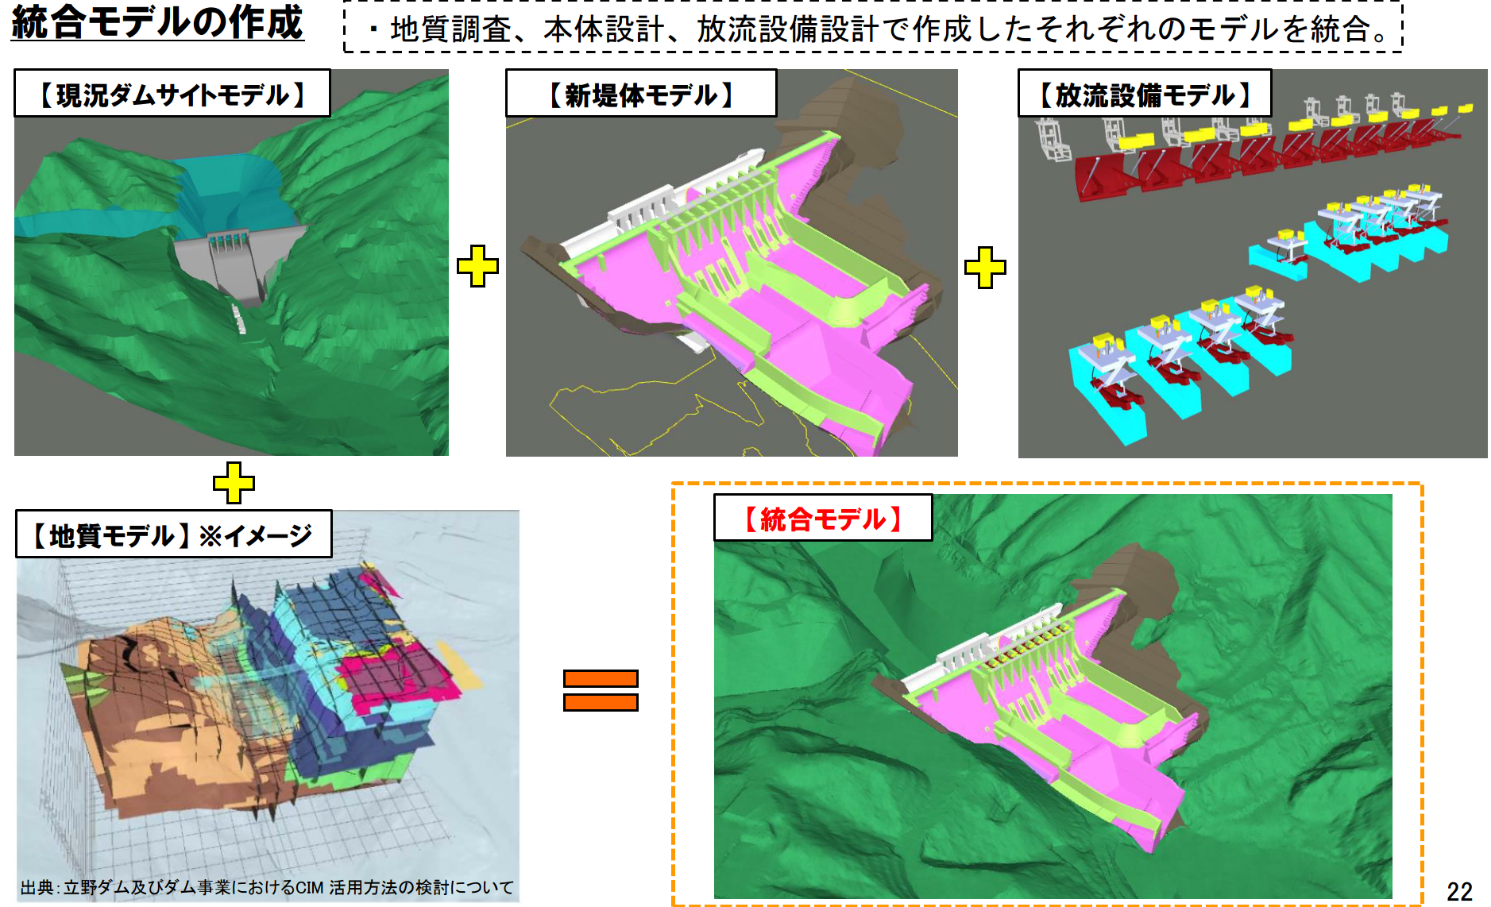 統合モデルの作成
・地質調査、本体設計、放流設備設計で作成したそれぞれのモデルを統合。
【現況ダムサイトモデル】
【新堤体モデル】
【放流設備モデル】
【地質モデル】※イメージ
【統合モデル】
出典：立野ダム及びダム事業におけるCIM 活用方法の検討について
22